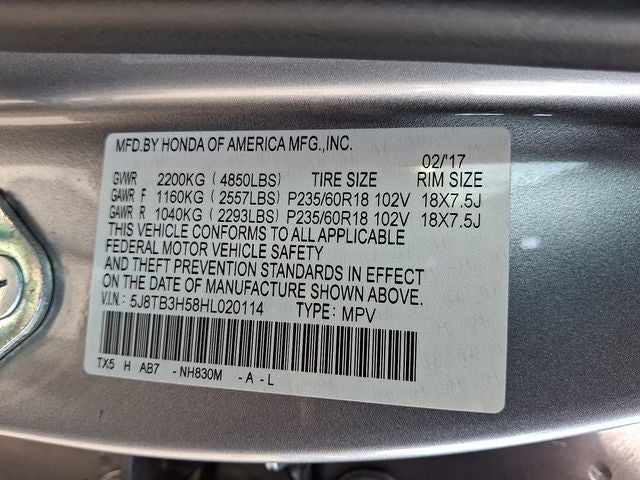 MFD.BY HONDA OF AMERICA MFG.,INC.
02/'17
GVWR 2200KG (4850LBS) TIRE SIZE RIM SIZE
GAWR F 1160KG (2557LBS) P235/60R18 102V 18X7.5J
GAWR R 1040KG (2293LBS) P235/60R18 102V 18X7.5J
THIS VEHICLE CONFORMS TO ALL APPLICABLE
FEDERAL MOTOR VEHICLE SAFETY
AND THEFT PREVENTION STANDARDS IN EFFECT
ON THE DATE OF MANUFACTURE SHOWN ABOVE.
V.I.N.: 5J8TB3H58HL020114 TYPE: MPV
TX5 H AB7 - NH830M - A - L